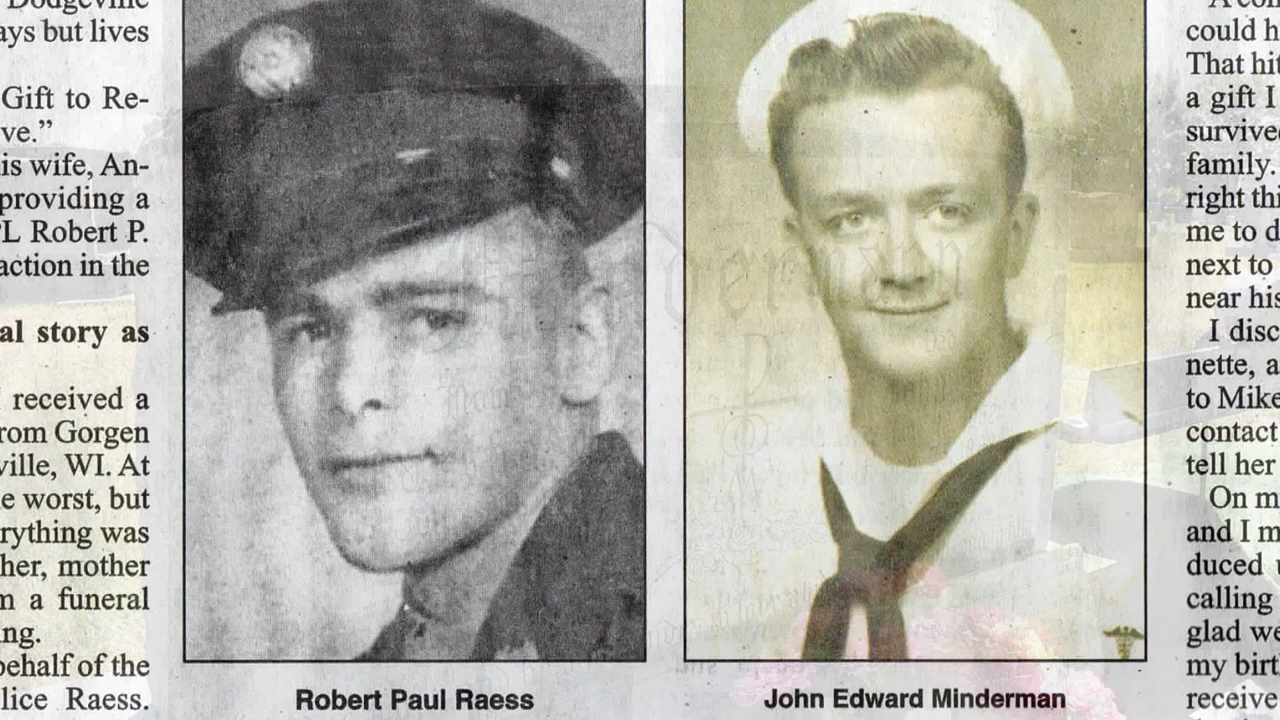 Dodgeville
ays but lives
Gift to Re-
ve.”
is wife, An-
providing a
L Robert P.
action in the
al story as
I received a
rom Gorgen
ville, WI. At
e worst, but
rything was
her, mother
m a funeral
ng.
behalf of the
lice Raess.
Robert Paul Raess
John Edward Minderman
could h
That hit
a gift I
survive
family.
right thi
me to d
next to
near his
I disc
nette, a
to Mike
contact
tell her
On m
and I m
duced u
calling
glad we
my birt
receive